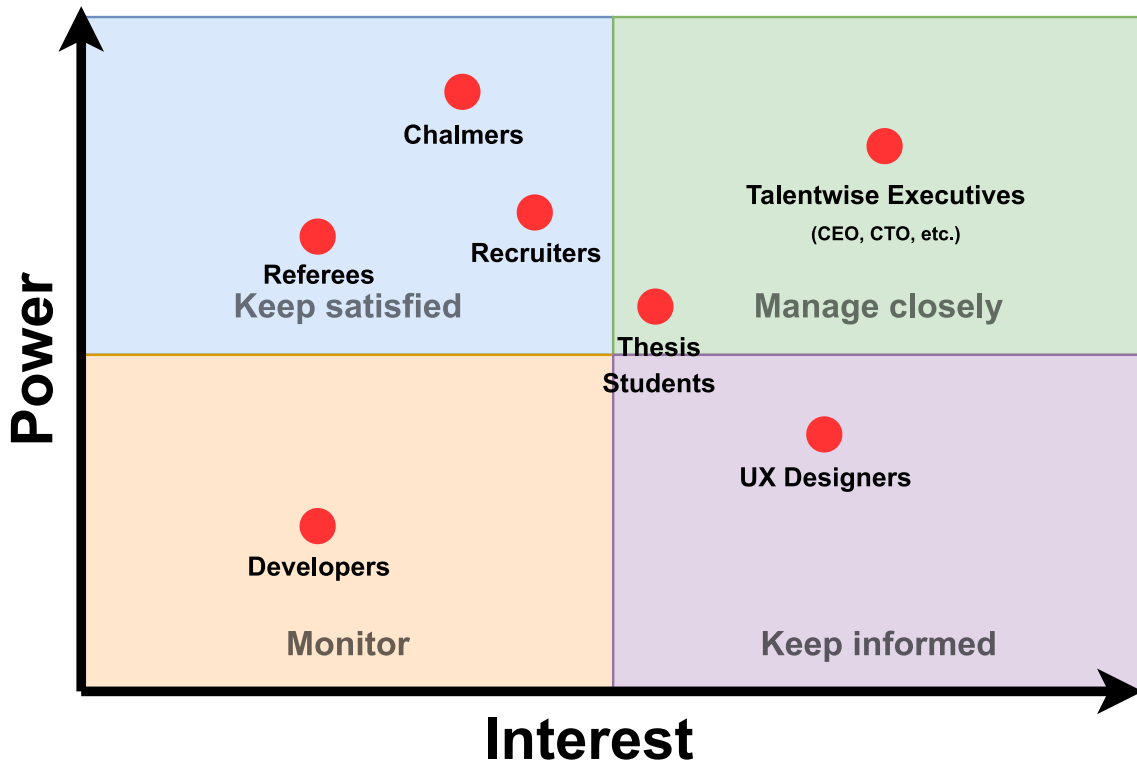 Chalmers
Talentwise Executives
(CEO, CTO, etc.)
Recruiters
Referees
Keep satisfied
Manage closely
Thesis
Students
Power
UX Designers
Developers
Monitor
Keep informed
Interest